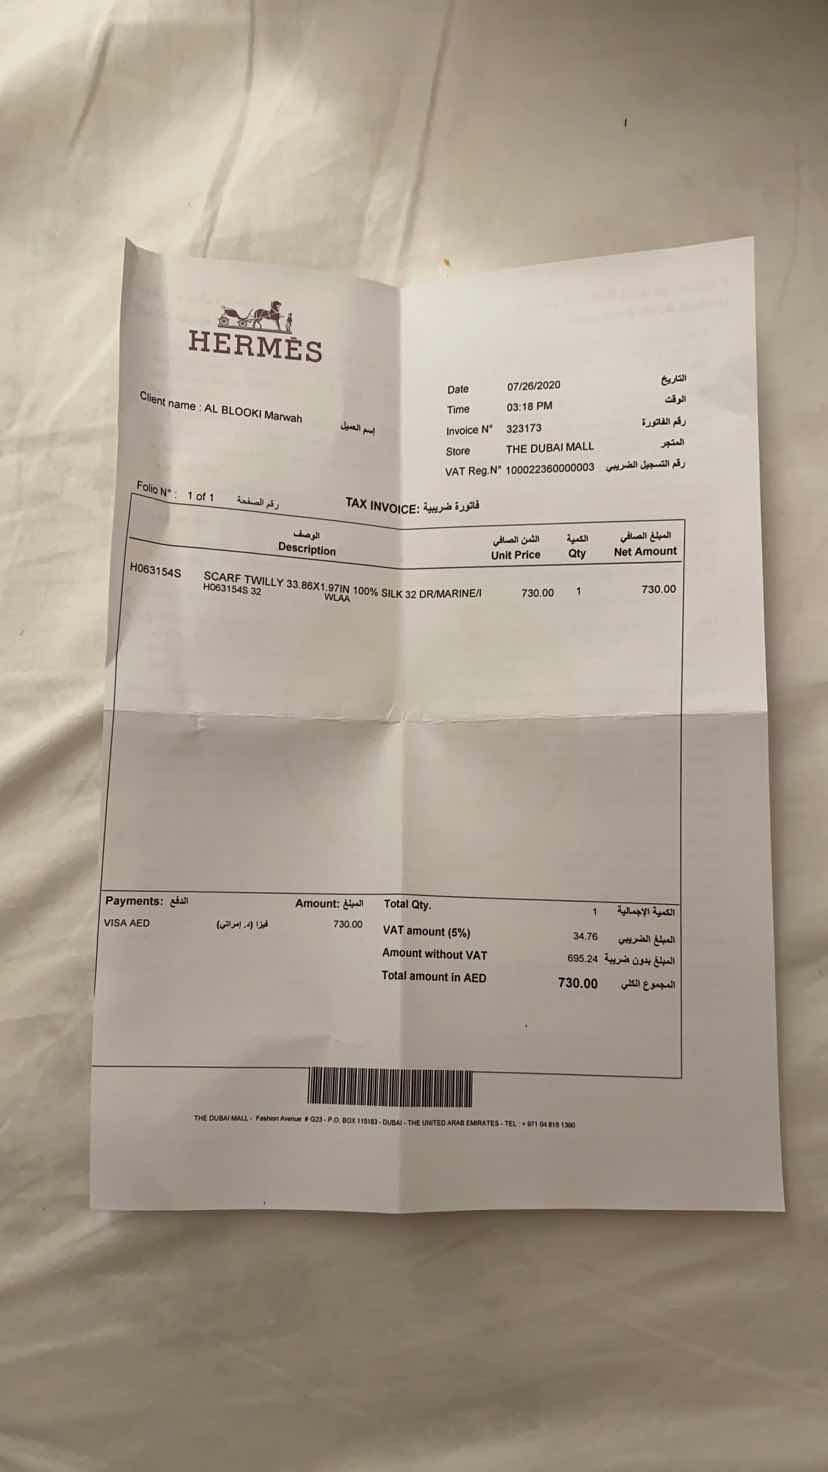 HERMÈS
Client name : AL BLOOKI Marwah إسم العميل
Date 07/26/2020 التاريخ
Time 03:18 PM الوقت
Invoice N° 323173 رقم الفاتورة
Store THE DUBAI MALL المتجر
VAT Reg.N° 100022360000003 رقم التسجيل الضريبي
Folio N° : 1 of 1 رقم الصفحة
TAX INVOICE: فاتورة ضريبية
الوصف الثمن الصافي الكمية المبلغ الصافي
Description Unit Price Qty Net Amount
H063154S SCARF TWILLY 33.86X1.97IN 100% SILK 32 DR/MARINE/I 730.00 1 730.00
H063154S 32 WLAA
Payments: الدفع Amount: المبلغ Total Qty. 1 الكمية الإجمالية
VISA AED فيزا (د. إمراتي) 730.00 VAT amount (5%) 34.76 المبلغ الضريبي
Amount without VAT 695.24 المبلغ بدون ضريبة
Total amount in AED 730.00 المجموع الكلي
THE DUBAI MALL - Fashion Avenue # G23 - P.O. BOX 115183 - DUBAI - THE UNITED ARAB EMIRATES - TEL : + 971 04 818 1390